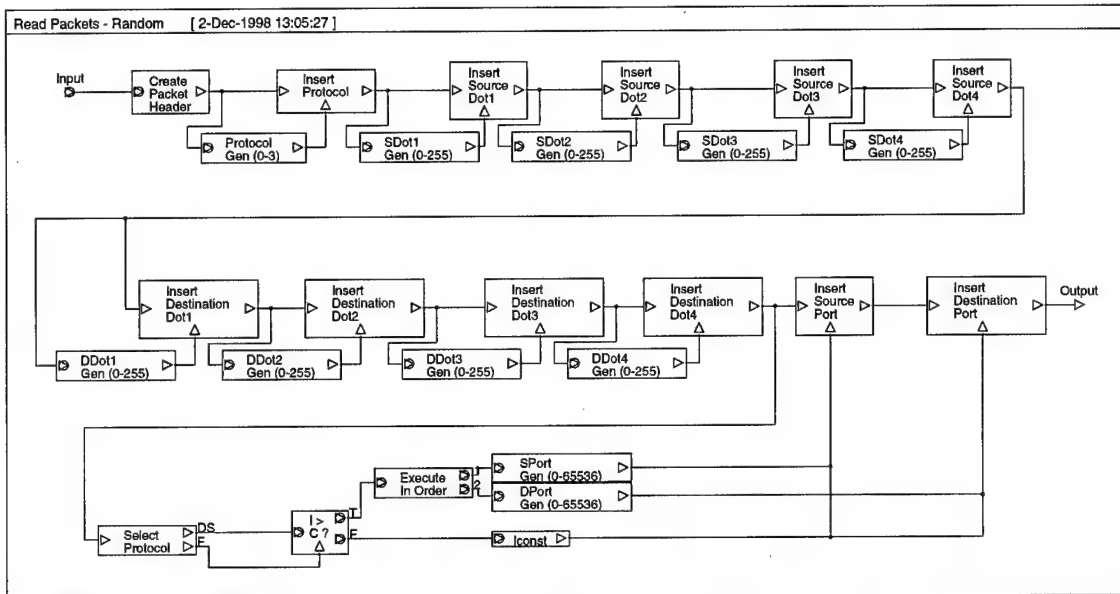 Read Packets - Random [ 2-Dec-1998 13:05:27 ]
Input
Create
Packet
Header
Insert
Protocol
Insert
Source
Dot1
Insert
Source
Dot2
Insert
Source
Dot3
Insert
Source
Dot4
Protocol
Gen (0-3)
SDot1
Gen (0-255)
SDot2
Gen (0-255)
SDot3
Gen (0-255)
SDot4
Gen (0-255)
Insert
Destination
Dot1
Insert
Destination
Dot2
Insert
Destination
Dot3
Insert
Destination
Dot4
Insert
Source
Port
Insert
Destination
Port
Output
DDot1
Gen (0-255)
DDot2
Gen (0-255)
DDot3
Gen (0-255)
DDot4
Gen (0-255)
Execute
In Order
1
2
SPort
Gen (0-65536)
DPort
Gen (0-65536)
Select
Protocol
DS
F
I >
C ?
T
F
Iconst